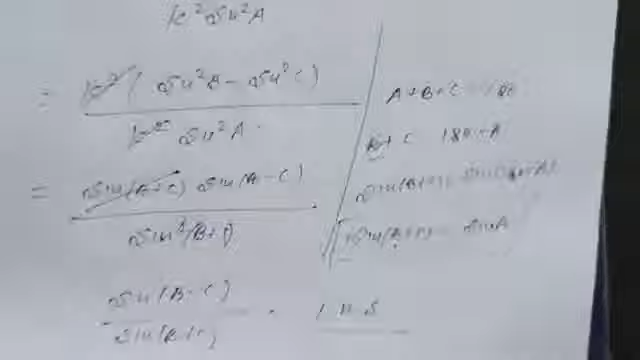 k² sin²A
= k² ( sin²B - sin²C )
k² sin²A
= sin(B+C) sin(B-C)
sin²(B+C)
sin(B-C)
sin(B+C)
A+B+C = 180
B+C = 180-A
sin(B+C) = sin(180-A)
sin(B+C) = sinA